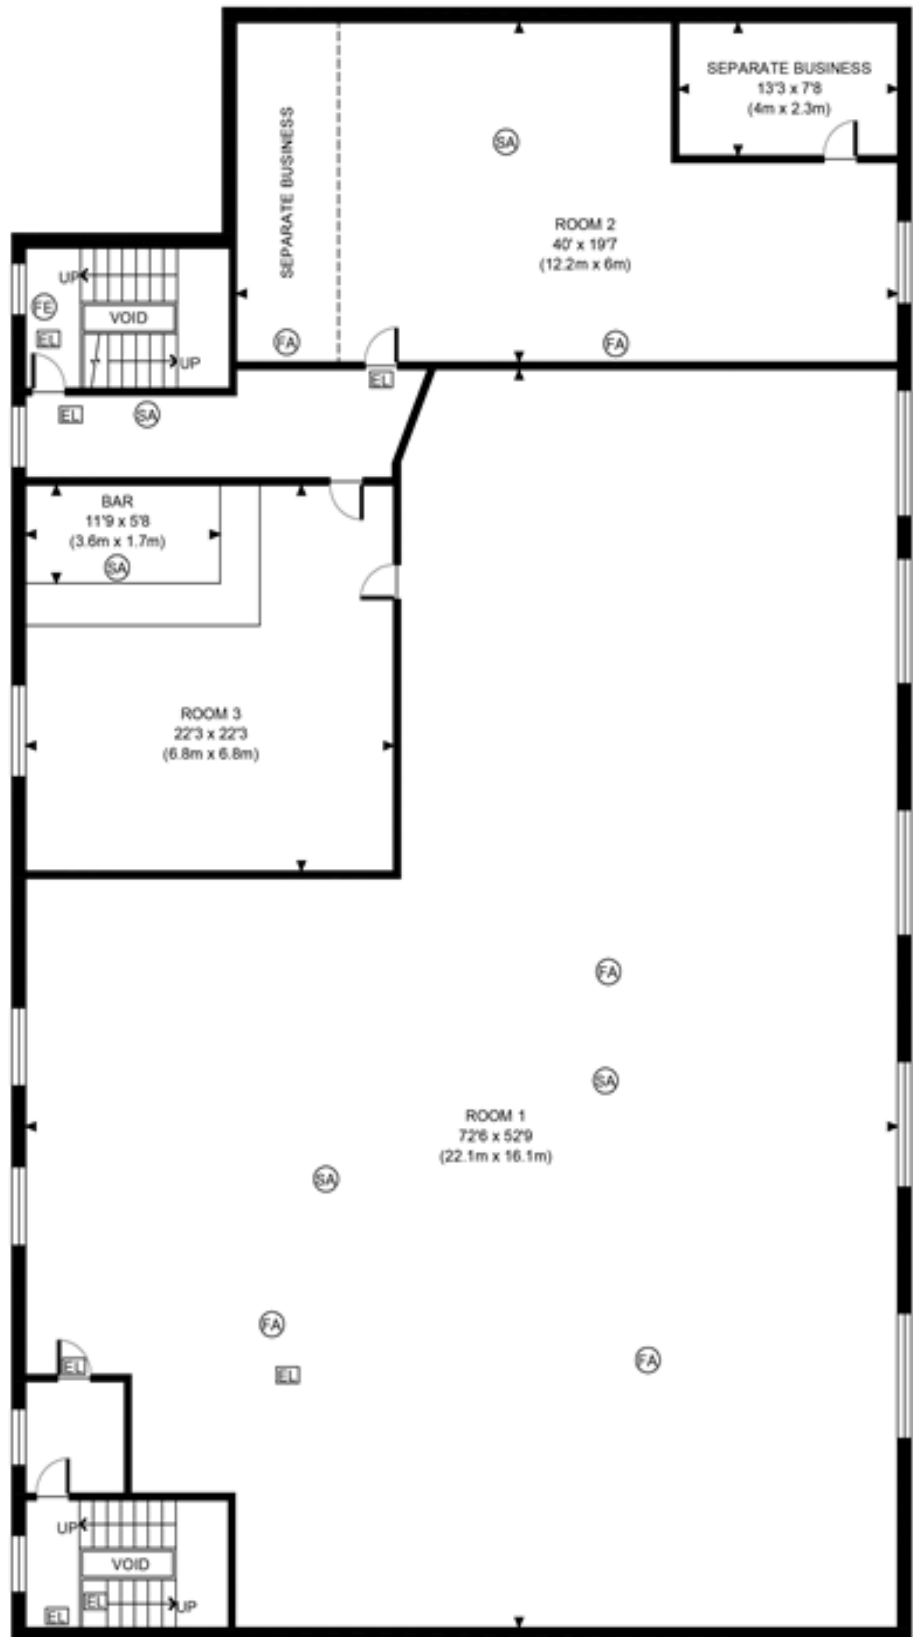 SEPARATE BUSINESS
13'3 x 7'8
(4m x 2.3m)
SEPARATE BUSINESS
SA
ROOM 2
40' x 19'7
(12.2m x 6m)
FA
FA
UP
VOID
UP
FE
EL
EL
EL
SA
BAR
11'9 x 5'8
(3.6m x 1.7m)
SA
ROOM 3
22'3 x 22'3
(6.8m x 6.8m)
FA
SA
ROOM 1
72'6 x 52'9
(22.1m x 16.1m)
SA
FA
FA
EL
EL
UP
VOID
EL
UP
EL